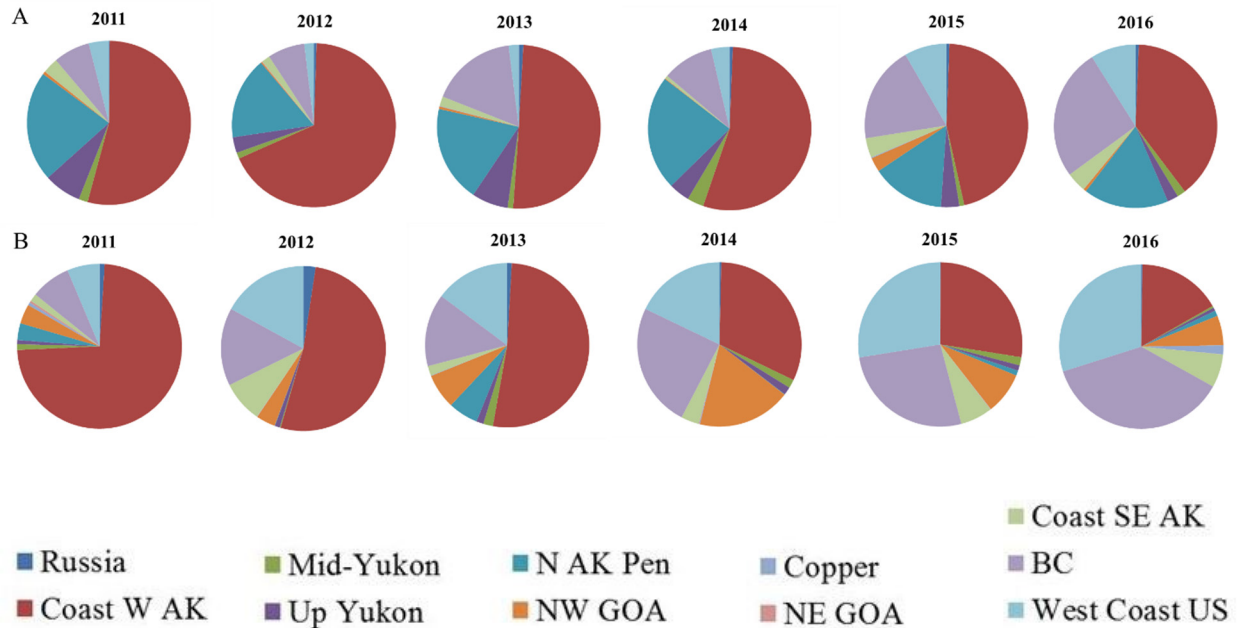 A
2011 2012 2013 2014 2015 2016
B
2011 2012 2013 2014 2015 2016
Coast SE AK
Russia Mid-Yukon N AK Pen Copper BC
Coast W AK Up Yukon NW GOA NE GOA West Coast US